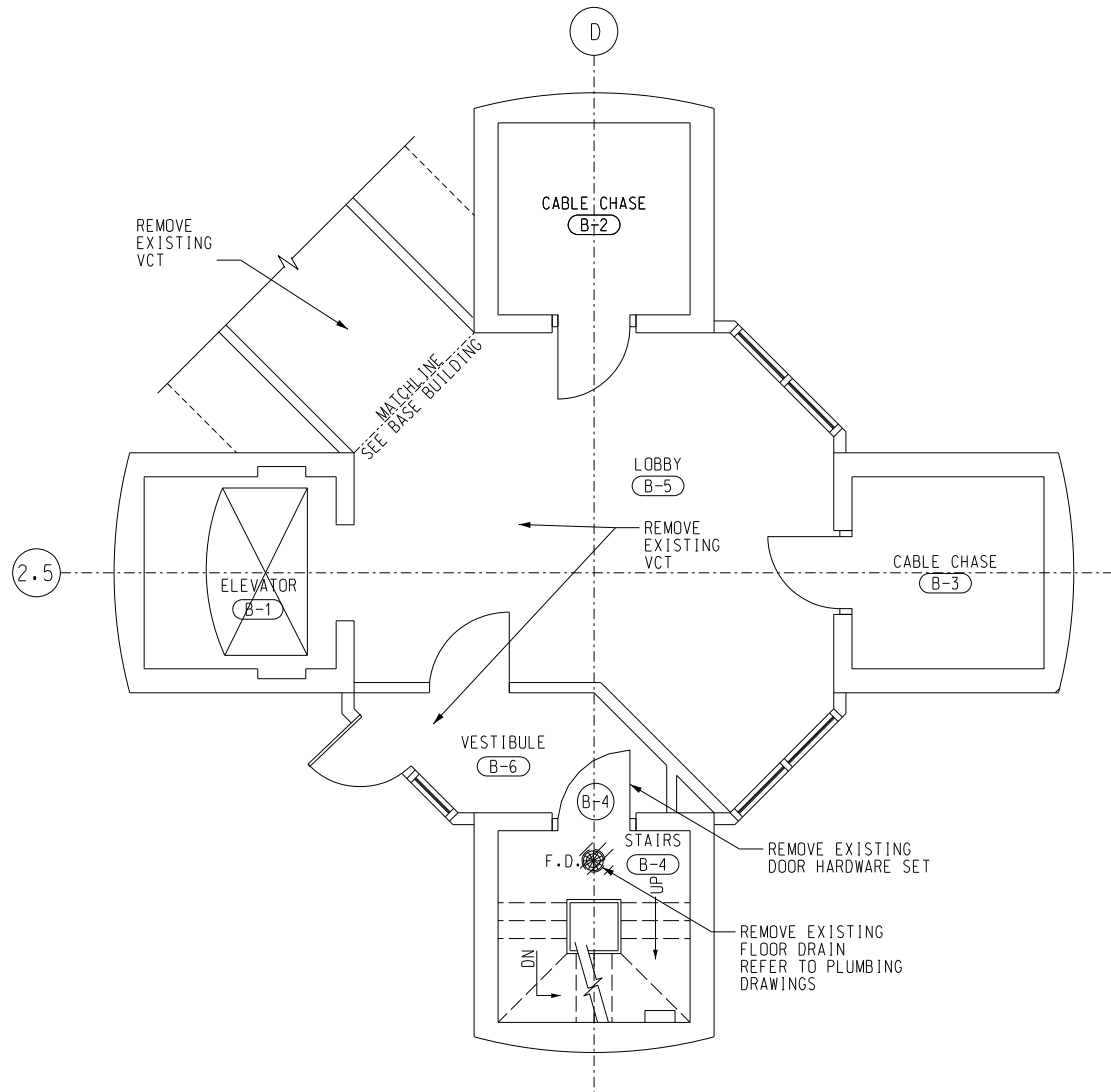 D
CABLE CHASE
B-2
REMOVE
EXISTING
VCT
MATCHLINE
SEE BASE BUILDING
LOBBY
B-5
REMOVE
EXISTING
VCT
2.5
ELEVATOR
B-1
CABLE CHASE
B-3
VESTIBULE
B-6
B-4
STAIRS
B-4
F.D.
UP
DN
REMOVE EXISTING
DOOR HARDWARE SET
REMOVE EXISTING
FLOOR DRAIN
REFER TO PLUMBING
DRAWINGS